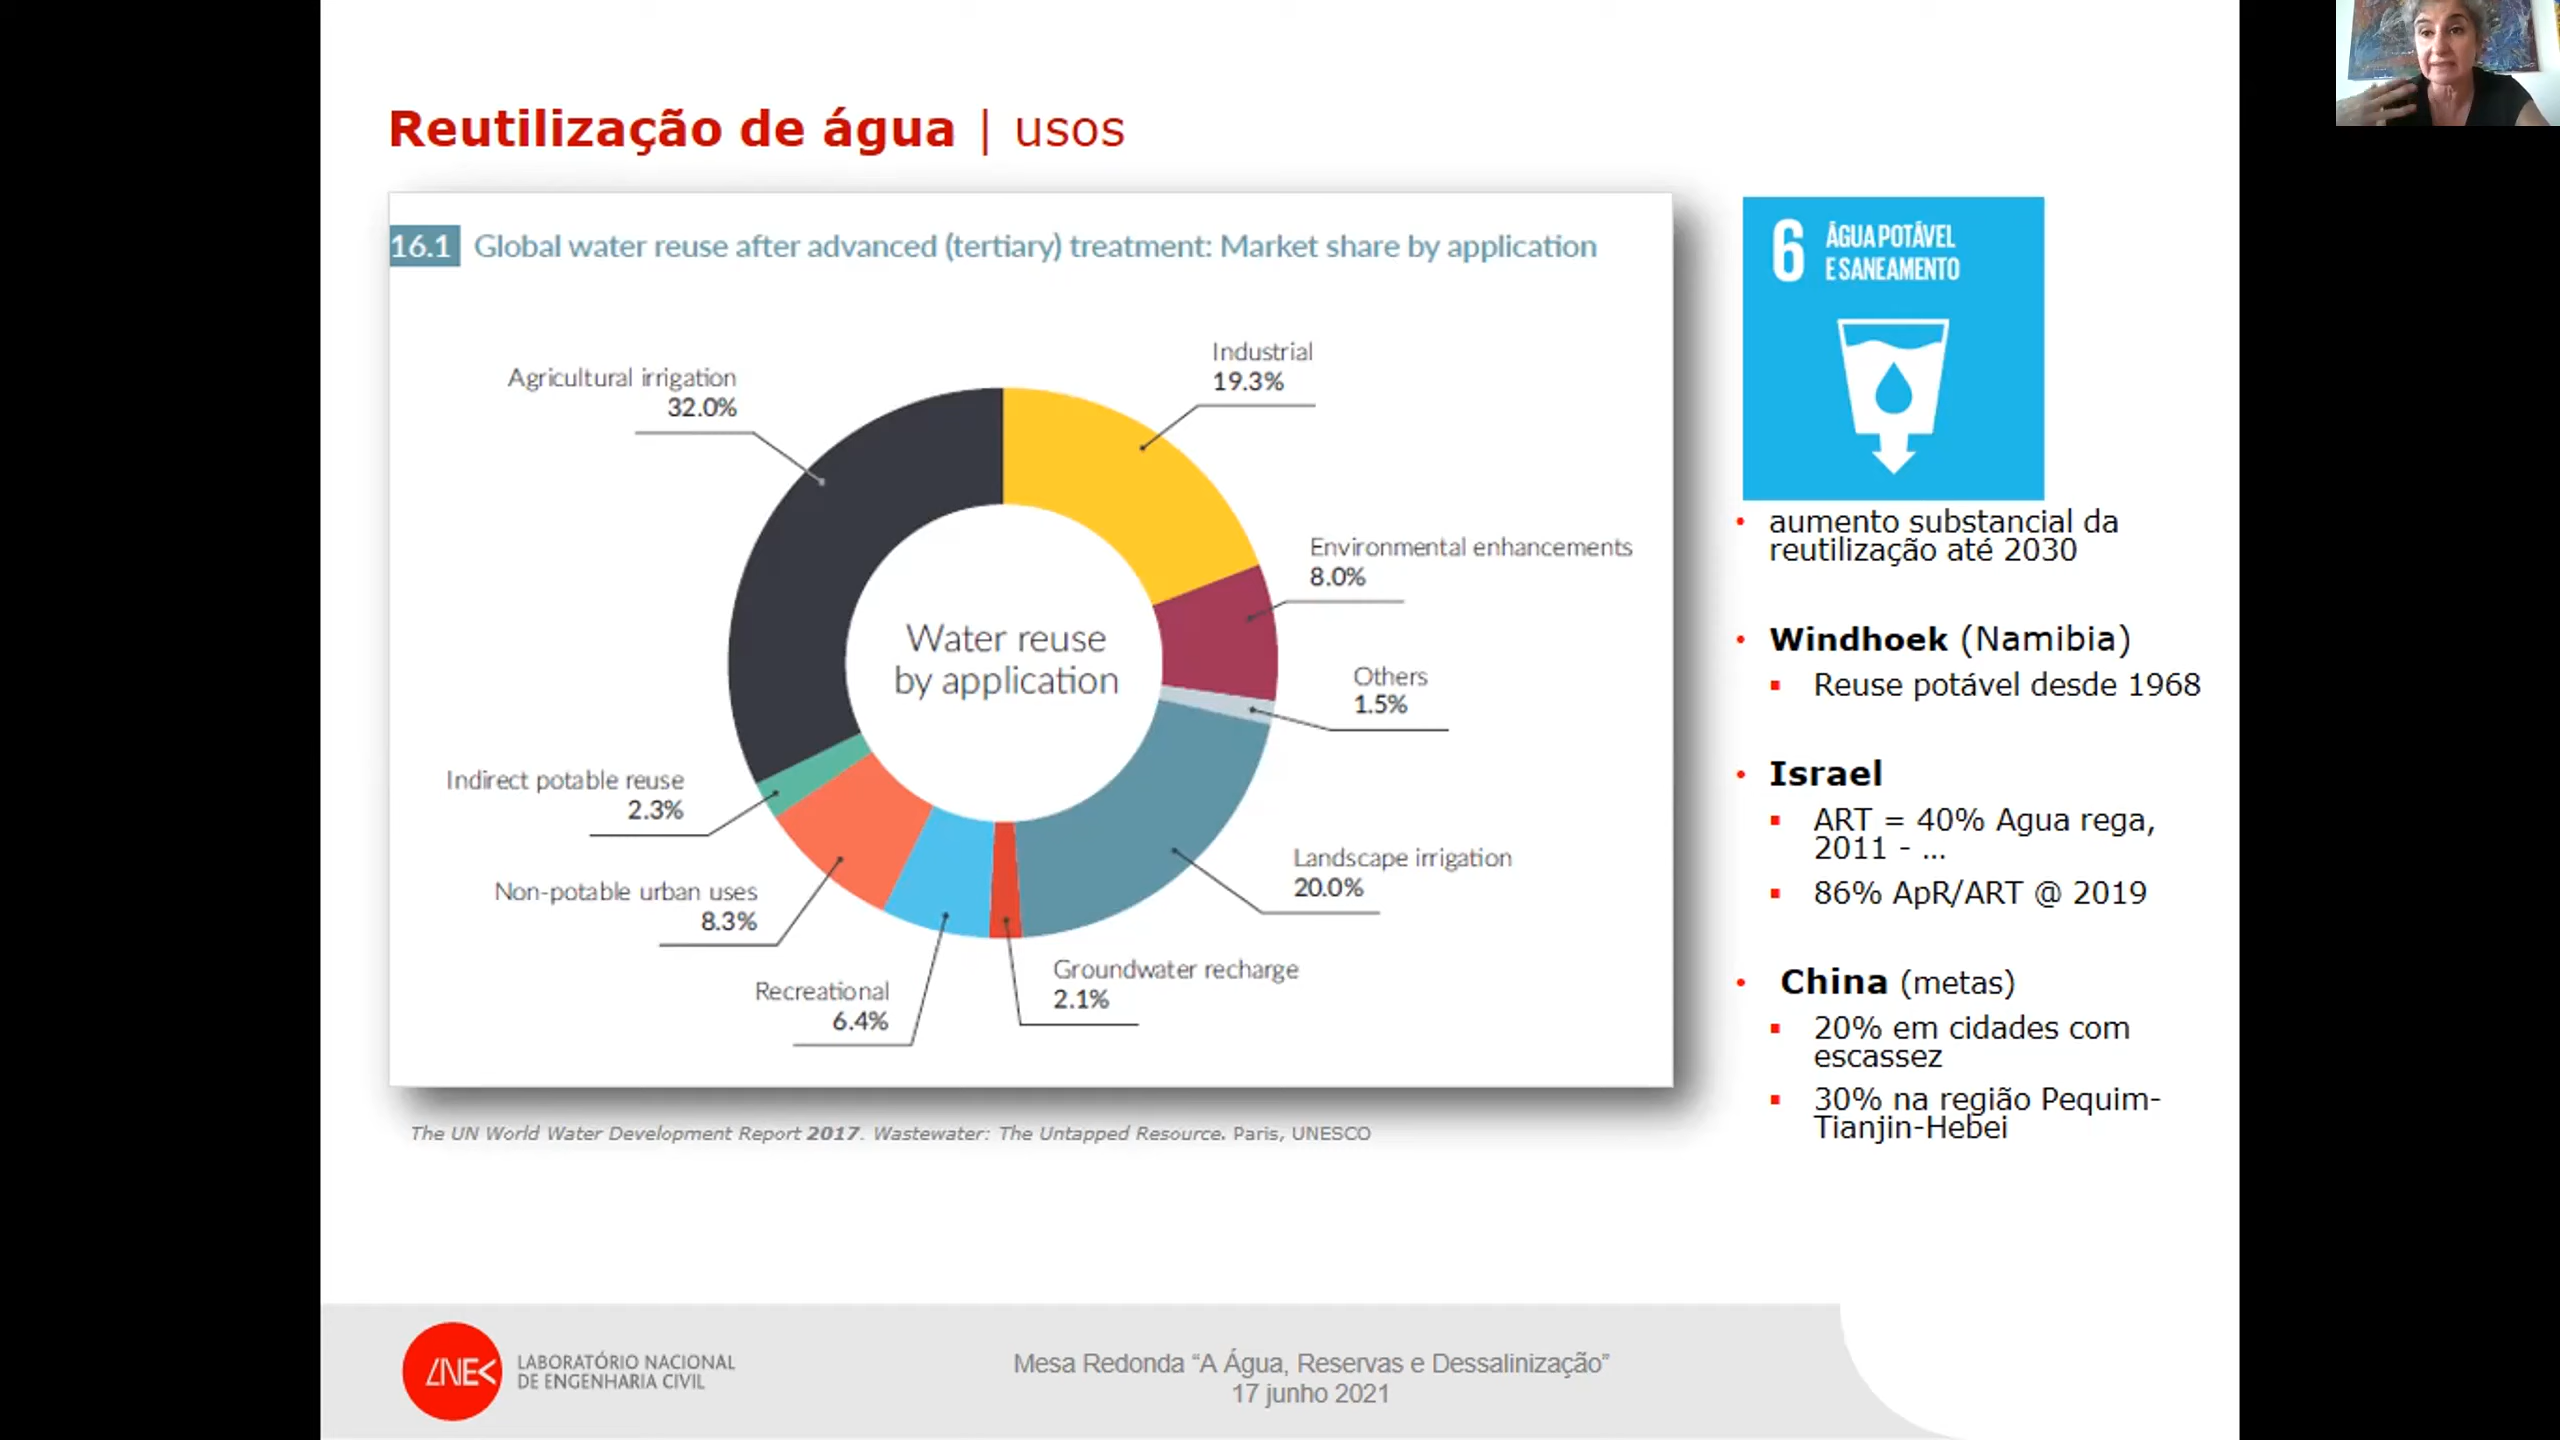 Reutilização de água | usos
16.1 Global water reuse after advanced (tertiary) treatment: Market share by application
Agricultural irrigation
32.0%
Industrial
19.3%
Environmental enhancements
8.0%
Others
1.5%
Water reuse
by application
Landscape irrigation
20.0%
Groundwater recharge
2.1%
Recreational
6.4%
Non-potable urban uses
8.3%
Indirect potable reuse
2.3%
The UN World Water Development Report 2017. Wastewater: The Untapped Resource. Paris, UNESCO
6 ÁGUA POTÁVEL
E SANEAMENTO
• aumento substancial da
reutilização até 2030
• Windhoek (Namibia)
▪ Reuse potável desde 1968
• Israel
▪ ART = 40% Agua rega,
2011 - ...
▪ 86% ApR/ART @ 2019
• China (metas)
▪ 20% em cidades com
escassez
▪ 30% na região Pequim-
Tianjin-Hebei
LNEC LABORATÓRIO NACIONAL
DE ENGENHARIA CIVIL
Mesa Redonda “A Água, Reservas e Dessalinização”
17 junho 2021